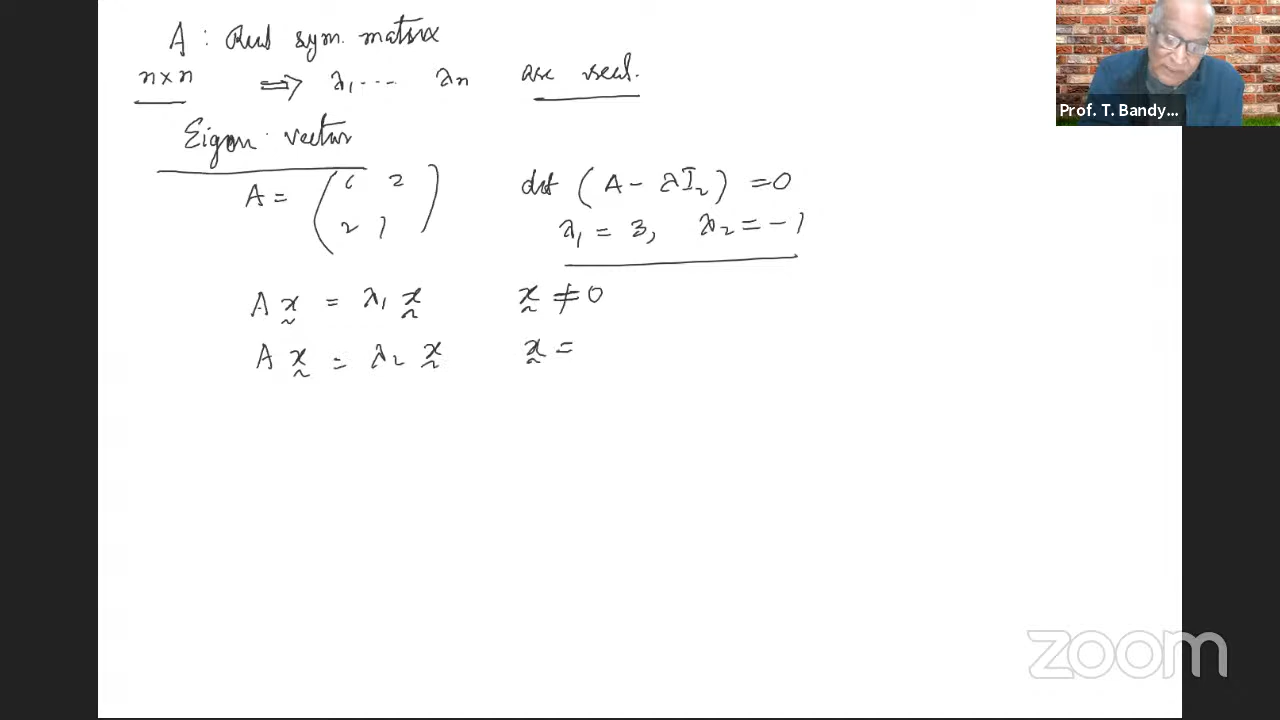 A : Real sym. matrix
n×n ⟹ λ₁ ... λₙ are real.
Eigen vector
A = ( 1 2
2 1 )
det ( A - λI₂ ) = 0
λ₁ = 3, λ₂ = -1
A x = λ₁ x x ≠ 0
A x = λ₂ x x =
Prof. T. Bandy...
zoom